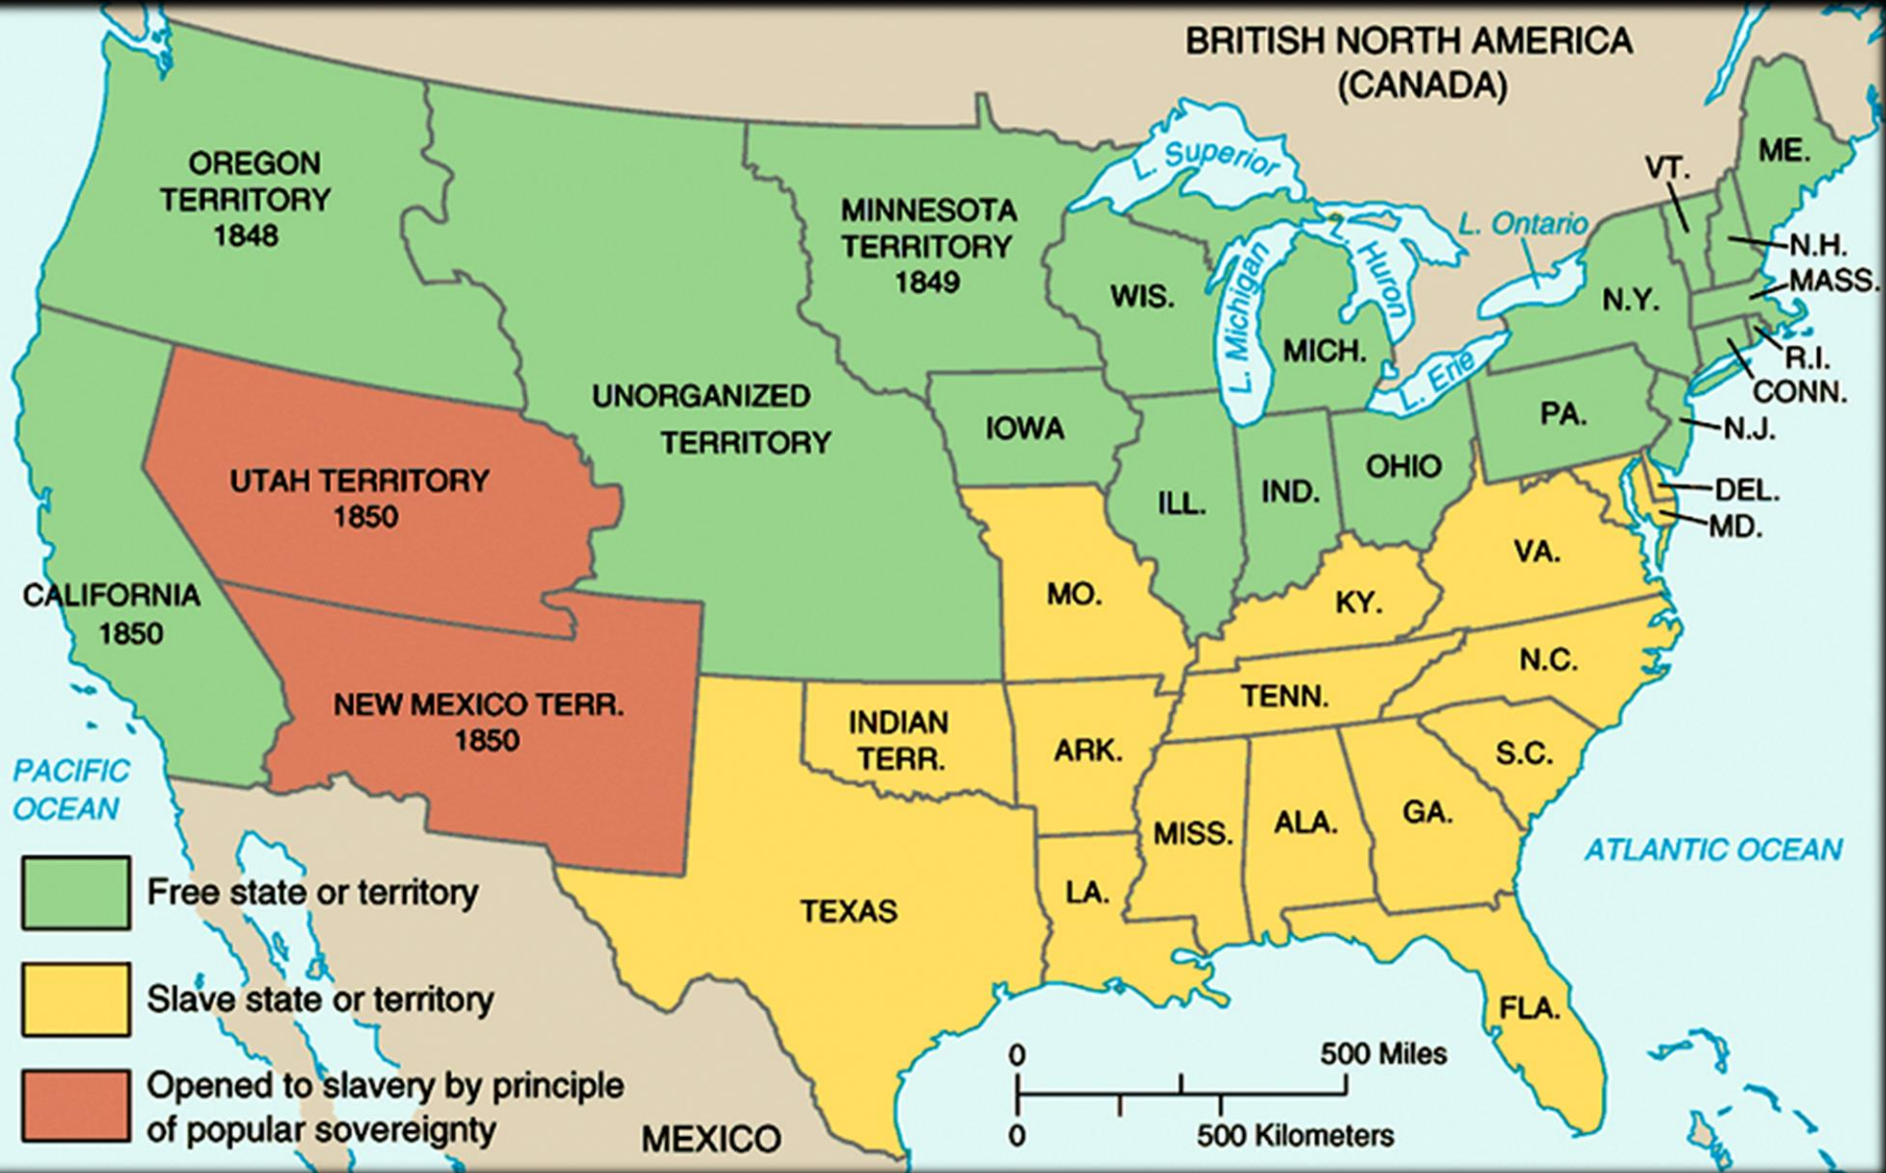 BRITISH NORTH AMERICA
(CANADA)
OREGON
TERRITORY
1848
MINNESOTA
TERRITORY
1849
L. Superior
L. Michigan
L. Huron
L. Ontario
L. Erie
VT.
ME.
N.H.
MASS.
R.I.
CONN.
N.Y.
WIS.
MICH.
UNORGANIZED
TERRITORY
IOWA
PA.
N.J.
OHIO
IND.
ILL.
DEL.
MD.
UTAH TERRITORY
1850
VA.
CALIFORNIA
1850
MO.
KY.
N.C.
TENN.
NEW MEXICO TERR.
1850
INDIAN
TERR.
ARK.
S.C.
PACIFIC
OCEAN
MISS.
ALA.
GA.
ATLANTIC OCEAN
LA.
TEXAS
FLA.
Free state or territory
Slave state or territory
Opened to slavery by principle
of popular sovereignty
MEXICO
0 500 Miles
0 500 Kilometers